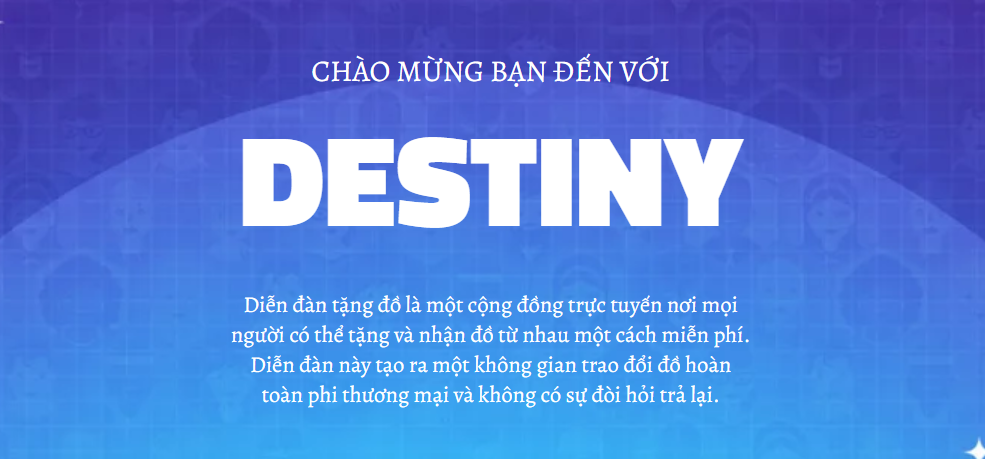 CHÀO MỪNG BẠN ĐẾN VỚI
DESTINY
Diễn đàn tặng đồ là một cộng đồng trực tuyến nơi mọi
người có thể tặng và nhận đồ từ nhau một cách miễn phí.
Diễn đàn này tạo ra một không gian trao đổi đồ hoàn
toàn phi thương mại và không có sự đòi hỏi trả lại.